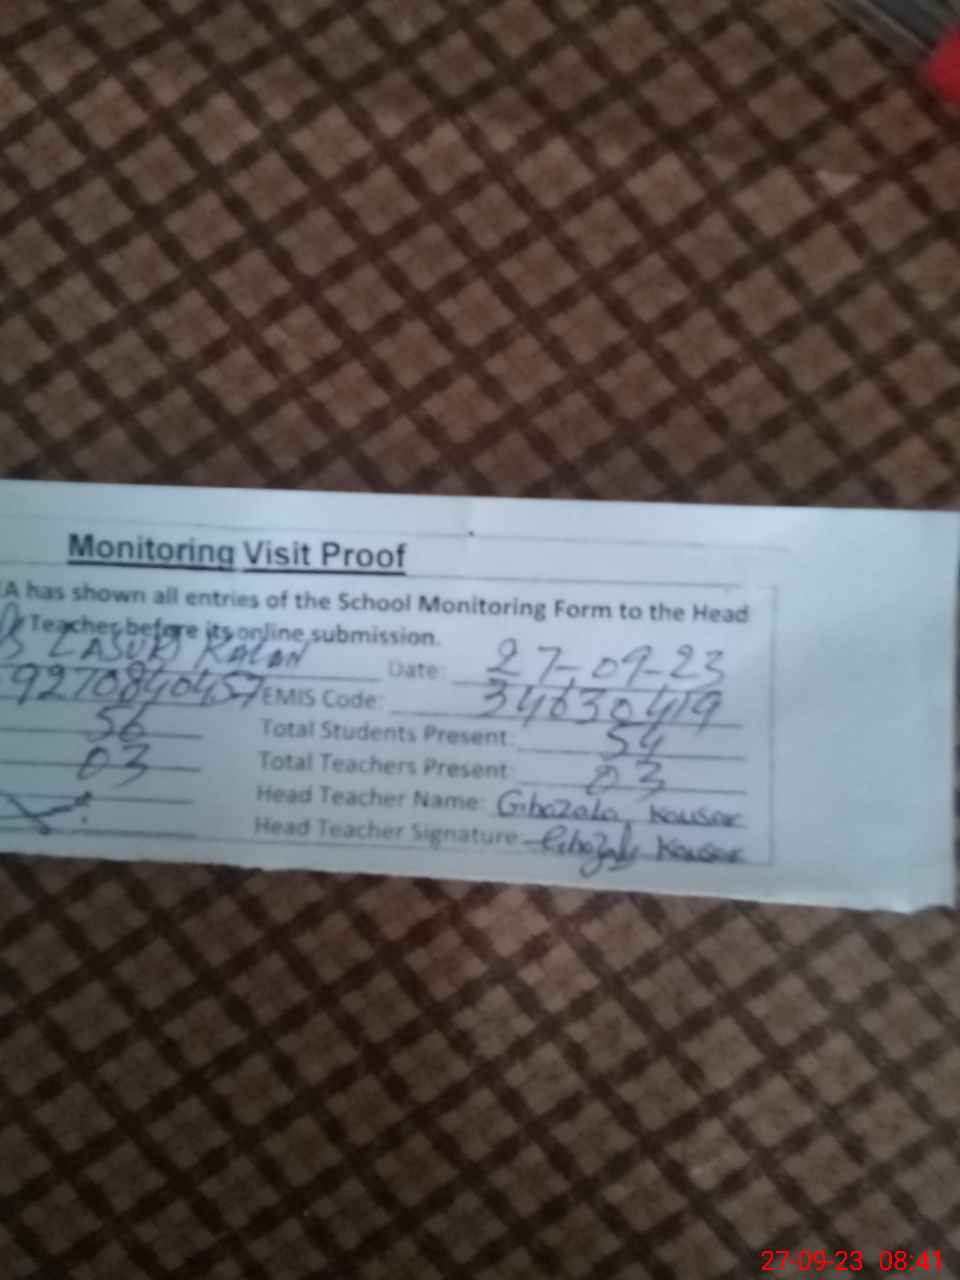 Monitoring Visit Proof
A has shown all entries of the School Monitoring Form to the Head
Teacher before its online submission.
LASURI KALAN Date: 27-09-23
9270840457 EMIS Code: 34630419
56 Total Students Present: 54
03 Total Teachers Present: 03
Head Teacher Name: Ghazala Kousar
Head Teacher Signature Ghazala Kousar
27-09-23 08:41